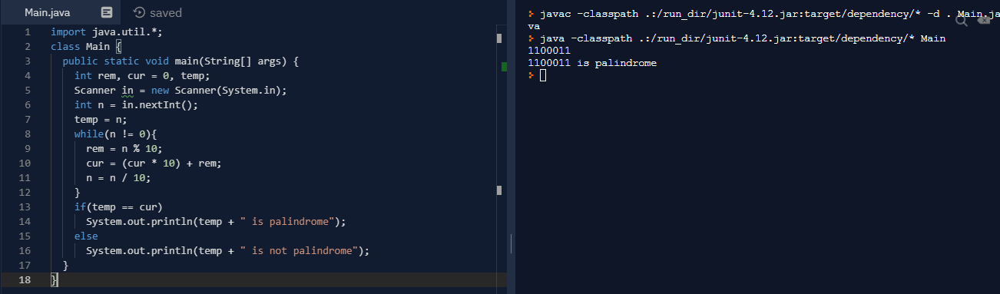 Main.java saved
1 import java.util.*;
2 class Main {
3 public static void main(String[] args) {
4 int rem, cur = 0, temp;
5 Scanner in = new Scanner(System.in);
6 int n = in.nextInt();
7 temp = n;
8 while(n != 0){
9 rem = n % 10;
10 cur = (cur * 10) + rem;
11 n = n / 10;
12 }
13 if(temp == cur)
14 System.out.println(temp + " is palindrome");
15 else
16 System.out.println(temp + " is not palindrome");
17 }
18 }
javac -classpath .:/run_dir/junit-4.12.jar:target/dependency/* -d . Main.ja
va
java -classpath .:/run_dir/junit-4.12.jar:target/dependency/* Main
1100011
1100011 is palindrome